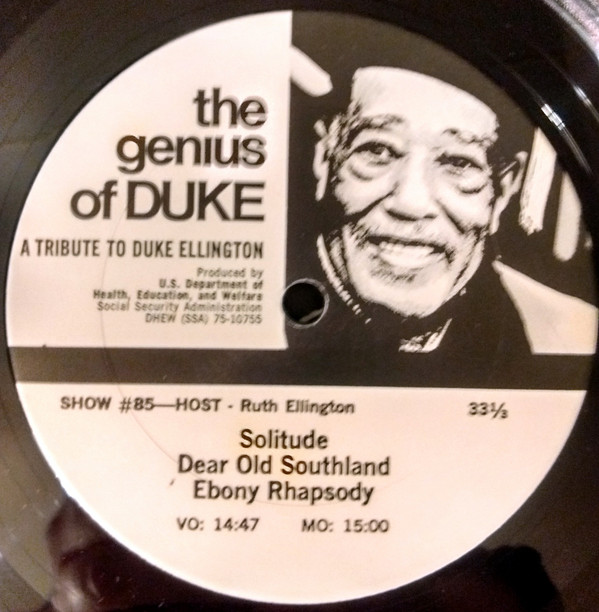 the
genius
of DUKE
A TRIBUTE TO DUKE ELLINGTON
Produced by
U.S. Department of
Health, Education, and Welfare
Social Security Administration
DHEW (SSA) 75-10755
SHOW #85—HOST - Ruth Ellington 33⅓
Solitude
Dear Old Southland
Ebony Rhapsody
VO: 14:47 MO: 15:00